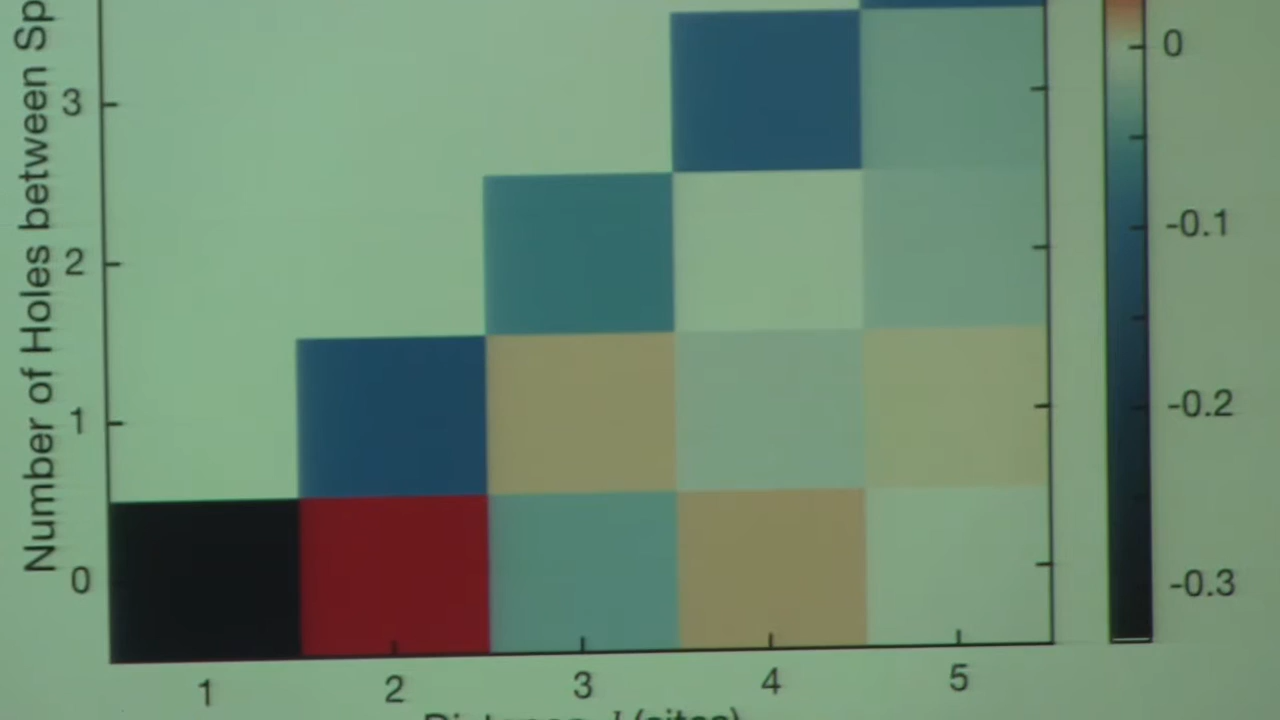 Number of Holes between
3
2
1
0
1 2 3 4 5
(sites)
0
-0.1
-0.2
-0.3